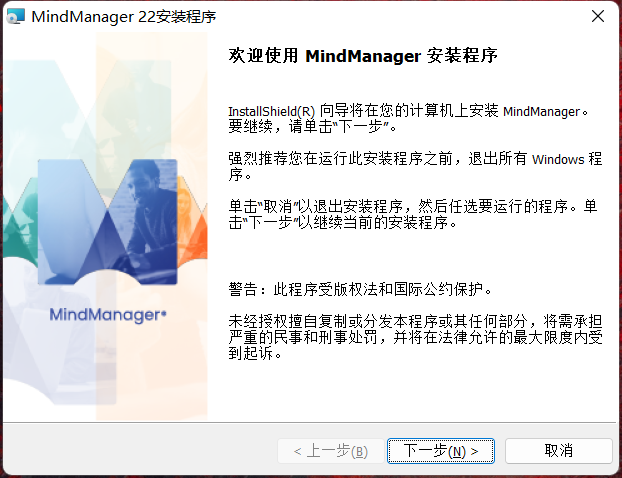 MindManager 22安装程序
欢迎使用 MindManager 安装程序
InstallShield(R) 向导将在您的计算机上安装 MindManager。
要继续，请单击“下一步”。
强烈推荐您在运行此安装程序之前，退出所有 Windows 程
序。
单击“取消”以退出安装程序，然后任选要运行的程序。单
击“下一步”以继续当前的安装程序。
MindManager®
警告：此程序受版权法和国际公约保护。
未经授权擅自复制或分发本程序或其任何部分，将需承担
严重的民事和刑事处罚，并将在法律允许的最大限度内受
到起诉。
< 上一步(B) 下一步(N) > 取消